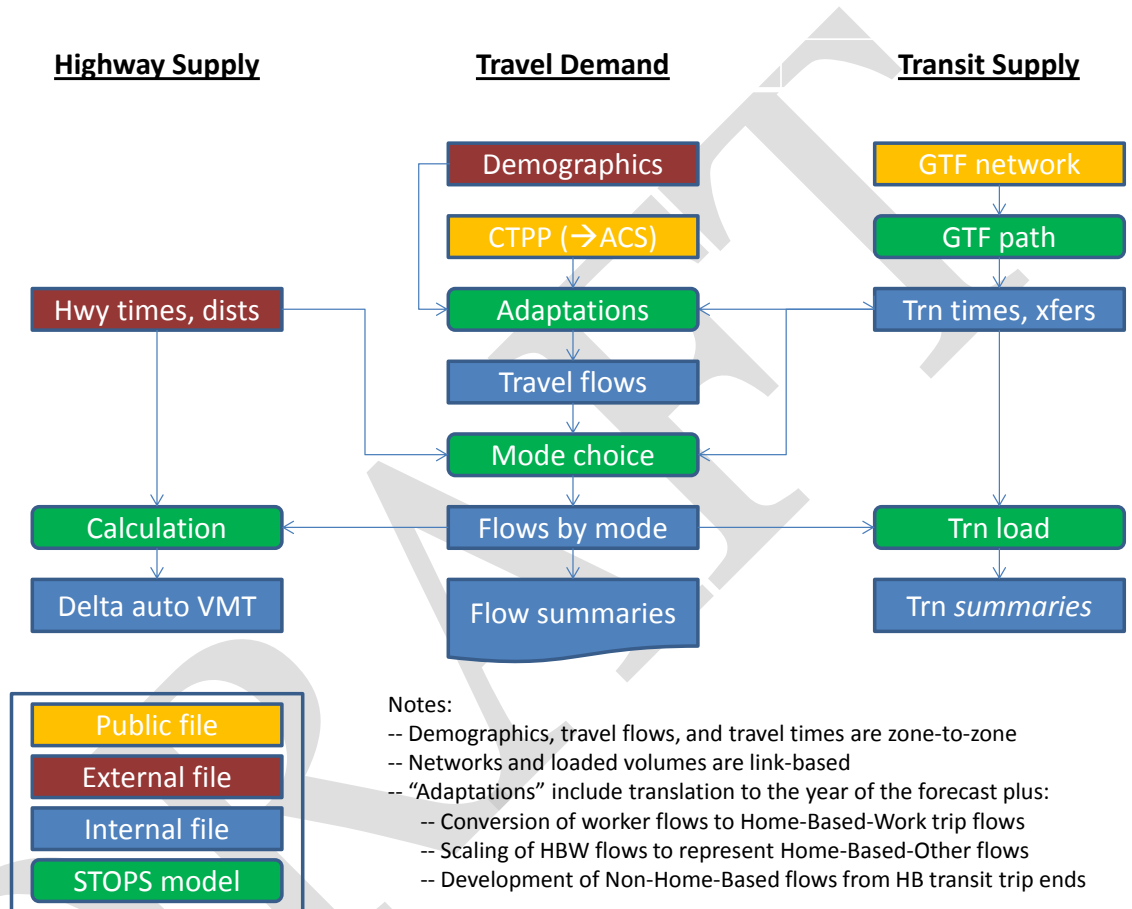 Highway Supply
Travel Demand
Transit Supply
Demographics
GTF network
CTPP (→ACS)
GTF path
Hwy times, dists
Adaptations
Trn times, xfers
Travel flows
Mode choice
Calculation
Flows by mode
Trn load
Delta auto VMT
Flow summaries
Trn summaries
Public file
External file
Internal file
STOPS model
Notes:
-- Demographics, travel flows, and travel times are zone-to-zone
-- Networks and loaded volumes are link-based
-- “Adaptations” include translation to the year of the forecast plus:
-- Conversion of worker flows to Home-Based-Work trip flows
-- Scaling of HBW flows to represent Home-Based-Other flows
-- Development of Non-Home-Based flows from HB transit trip ends
DRAFT